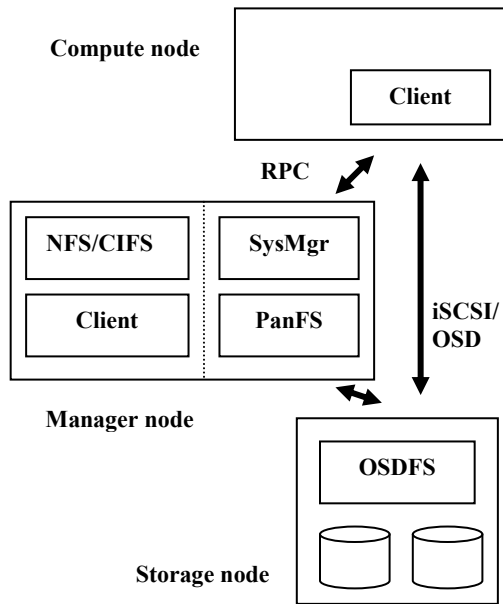 Compute node
Client
RPC
NFS/CIFS
SysMgr
Client
PanFS
iSCSI/
OSD
Manager node
OSDFS
Storage node